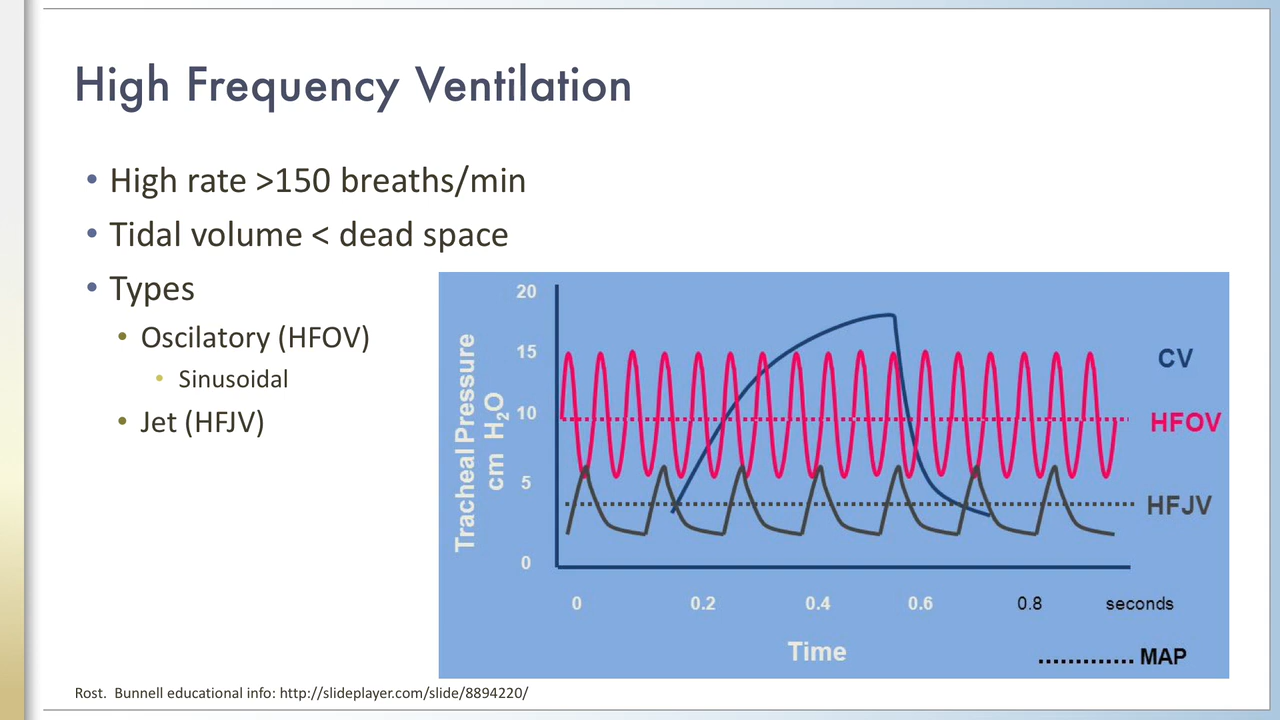 High Frequency Ventilation
• High rate >150 breaths/min
• Tidal volume < dead space
• Types
• Oscilatory (HFOV)
• Sinusoidal
• Jet (HFJV)
Tracheal Pressure
cm H₂O
20
15
10
5
0
CV
HFOV
HFJV
0 0.2 0.4 0.6 0.8 seconds
Time
MAP
Rost. Bunnell educational info: http://slideplayer.com/slide/8894220/